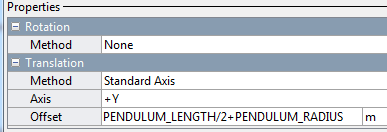 Properties
Rotation
Method None
Translation
Method Standard Axis
Axis +Y
Offset PENDULUM_LENGTH/2+PENDULUM_RADIUS m